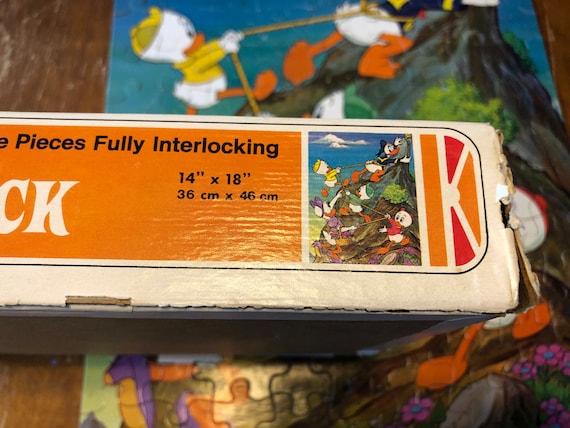 e Pieces Fully Interlocking
14" x 18"
36 cm x 46 cm
CK